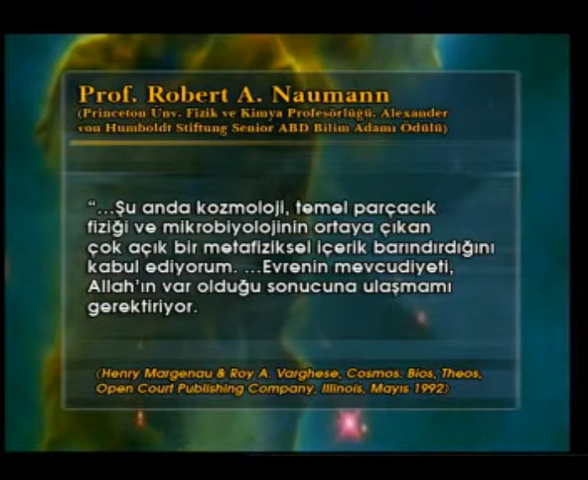 Prof. Robert A. Naumann
(Princeton Ünv. Fizik ve Kimya Profesörlüğü, Alexander
von Humboldt Stiftung Senior ABD Bilim Adamı Ödülü)
“...Şu anda kozmoloji, temel parçacık
fiziği ve mikrobiyolojinin ortaya çıkan
çok açık bir metafiziksel içerik barındırdığını
kabul ediyorum. ...Evrenin mevcudiyeti,
Allah'ın var olduğu sonucuna ulaşmamı
gerektiriyor.
(Henry Margenau & Roy A. Varghese, Cosmos, Bios, Theos,
Open Court Publishing Company, Illinois, Mayıs 1992)